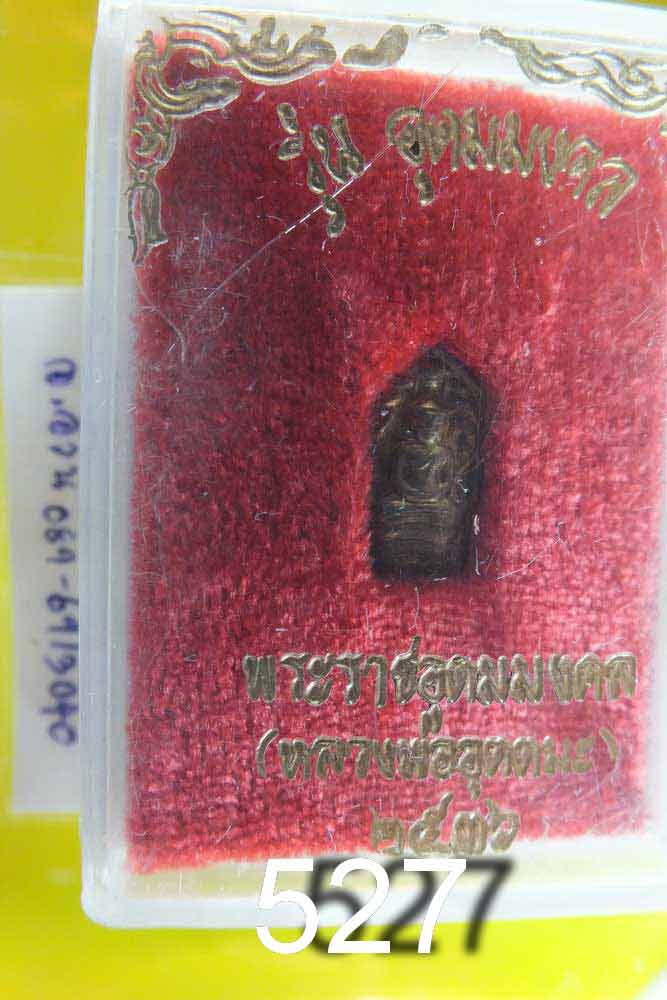 รุ่น อุดมมงคล
พระราชอุดมมงคล
(หลวงพ่ออุตตมะ)
๒๕๓๖
527